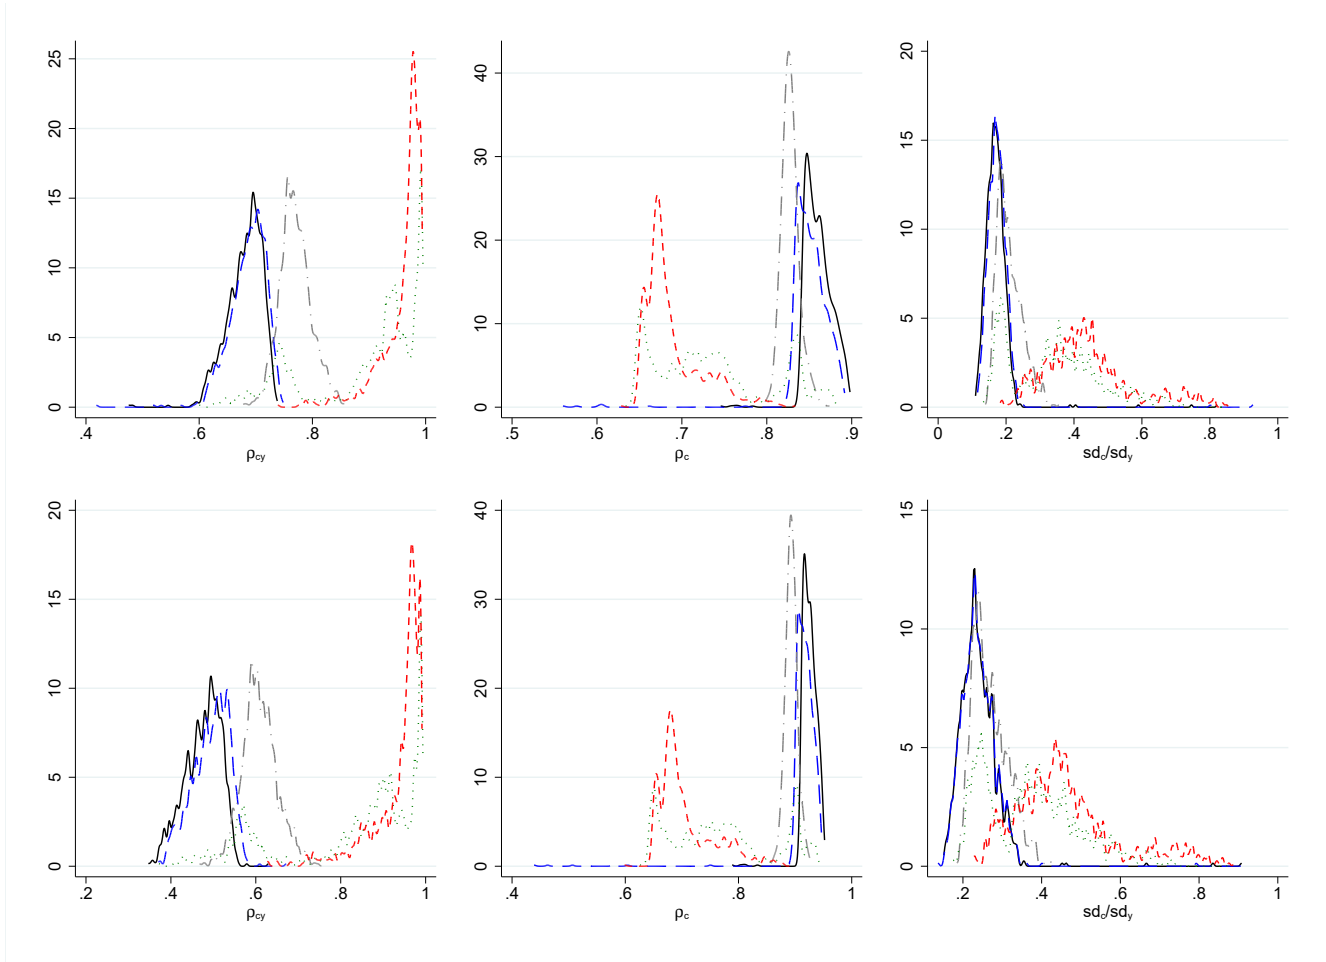 0 5 10 15 20 25
.4 .6 .8 1
ρcy
0 10 20 30 40
.5 .6 .7 .8 .9
ρc
0 5 10 15 20
0 .2 .4 .6 .8 1
sdc/sdy
0 5 10 15 20
.2 .4 .6 .8 1
ρcy
0 10 20 30 40
.4 .6 .8 1
ρc
0 5 10 15
.2 .4 .6 .8 1
sdc/sdy